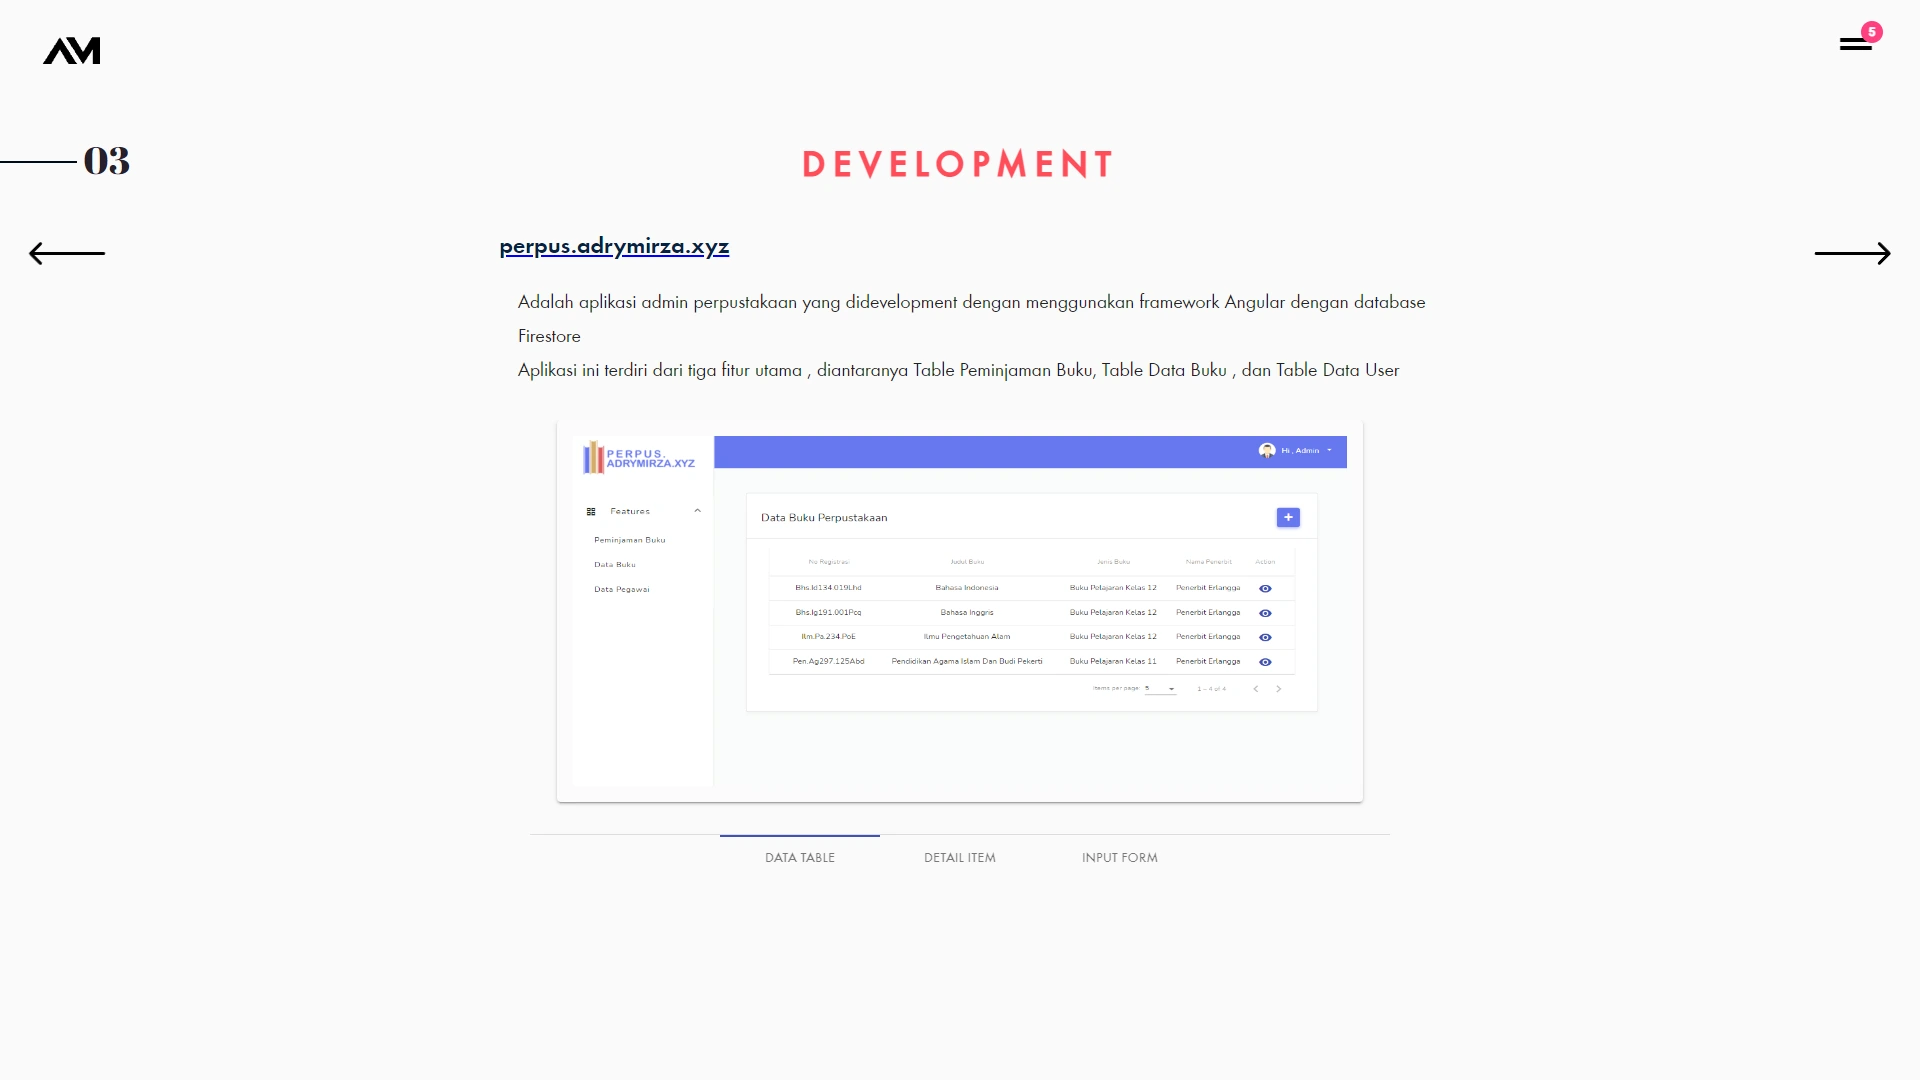 AM
5
03
DEVELOPMENT
perpus.adrymirza.xyz
Adalah aplikasi admin perpustakaan yang didevelopment dengan menggunakan framework Angular dengan database
Firestore
Aplikasi ini terdiri dari tiga fitur utama , diantaranya Table Peminjaman Buku, Table Data Buku , dan Table Data User
PERPUS.
ADRYMIRZA.XYZ
Hi , Admin
Features
Peminjaman Buku
Data Buku
Data Pegawai
Data Buku Perpustakaan
+
No Registrasi Judul Buku Jenis Buku Nama Penerbit Action
Bhs.Id134.019Lhd Bahasa Indonesia Buku Pelajaran Kelas 12 Penerbit Erlangga
Bhs.Ig191.001Pcq Bahasa Inggris Buku Pelajaran Kelas 12 Penerbit Erlangga
Ilm.Pa.234.PoE Ilmu Pengetahuan Alam Buku Pelajaran Kelas 12 Penerbit Erlangga
Pen.Ag297.125Abd Pendidikan Agama Islam Dan Budi Pekerti Buku Pelajaran Kelas 11 Penerbit Erlangga
Items per page: 5 1 – 4 of 4
DATA TABLE
DETAIL ITEM
INPUT FORM